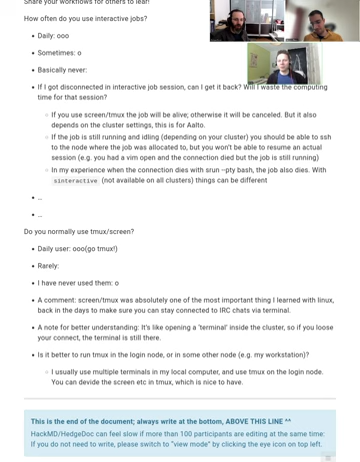 Share your workflows for others to lear!
How often do you use interactive jobs?
• Daily: ooo
• Sometimes: o
• Basically never:
• If I got disconnected in interactive job session, can I get it back? Will I waste the computing
time for that session?
◦ If you use screen/tmux the job will be alive; otherwise it will be canceled. But it also
depends on the cluster settings, this is for Aalto.
◦ If the job is still running and idling (depending on your cluster) you should be able to ssh
to the node where the job was allocated to, but you won't be able to resume an actual
session (e.g. you had a vim open and the connection died but the job is still running)
◦ In my experience when the connection dies with srun --pty bash, the job also dies. With
sinteractive (not available on all clusters) things can be different
• ..
• ..
Do you normally use tmux/screen?
• Daily user: ooo(go tmux!)
• Rarely:
• I have never used them: o
• A comment: screen/tmux was absolutely one of the most important thing I learned with linux,
back in the days to make sure you can stay connected to IRC chats via terminal.
• A note for better understanding: It's like opening a 'terminal' inside the cluster, so if you loose
your connect, the terminal is still there.
• Is it better to run tmux in the login node, or in some other node (e.g. my workstation)?
◦ I usually use multiple terminals in my local computer, and use tmux on the login node.
You can devide the screen etc in tmux, which is nice to have.
This is the end of the document; always write at the bottom, ABOVE THIS LINE ^^
HackMD/HedgeDoc can feel slow if more than 100 participants are editing at the same time:
If you do not need to write, please switch to "view mode" by clicking the eye icon on top left.